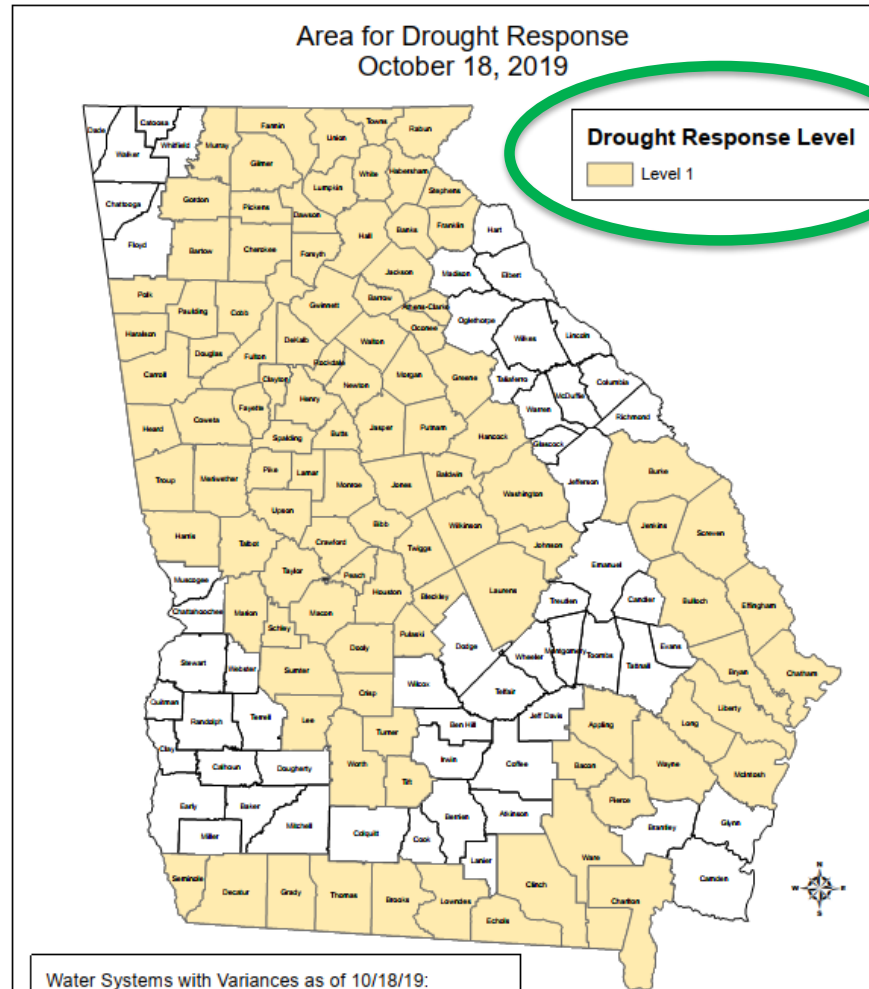 Area for Drought Response
October 18, 2019
Drought Response Level
Level 1
Dade
Catoosa
Whitfield
Walker
Murray
Fannin
Union
Towns
Rabun
Gilmer
Chattooga
Gordon
Pickens
Lumpkin
White
Habersham
Stephens
Dawson
Floyd
Bartow
Cherokee
Forsyth
Hall
Banks
Franklin
Hart
Jackson
Madison
Elbert
Polk
Paulding
Cobb
Gwinnett
Barrow
Athens-Clarke
Oconee
Oglethorpe
Wilkes
Lincoln
Haralson
Douglas
Fulton
DeKalb
Rockdale
Walton
Morgan
Greene
Taliaferro
Columbia
McDuffie
Warren
Richmond
Carroll
Clayton
Henry
Newton
Fayette
Heard
Coweta
Spalding
Butts
Jasper
Putnam
Hancock
Glascock
Jefferson
Burke
Troup
Meriwether
Pike
Lamar
Monroe
Jones
Baldwin
Washington
Upson
Bibb
Wilkinson
Jenkins
Screven
Harris
Talbot
Crawford
Twiggs
Johnson
Emanuel
Taylor
Peach
Houston
Bleckley
Laurens
Treutlen
Candler
Bulloch
Effingham
Muscogee
Chattahoochee
Marion
Schley
Macon
Pulaski
Dooly
Dodge
Wheeler
Montgomery
Toombs
Tattnall
Evans
Bryan
Chatham
Stewart
Webster
Sumter
Crisp
Wilcox
Telfair
Jeff Davis
Appling
Long
Liberty
Quitman
Randolph
Terrell
Lee
Turner
Ben Hill
Irwin
Coffee
Bacon
Wayne
McIntosh
Clay
Calhoun
Dougherty
Worth
Tift
Pierce
Early
Baker
Mitchell
Colquitt
Cook
Berrien
Atkinson
Ware
Brantley
Glynn
Miller
Lanier
Clinch
Camden
Seminole
Decatur
Grady
Thomas
Brooks
Lowndes
Echols
Charlton
N
W
E
S
Water Systems with Variances as of 10/18/19: